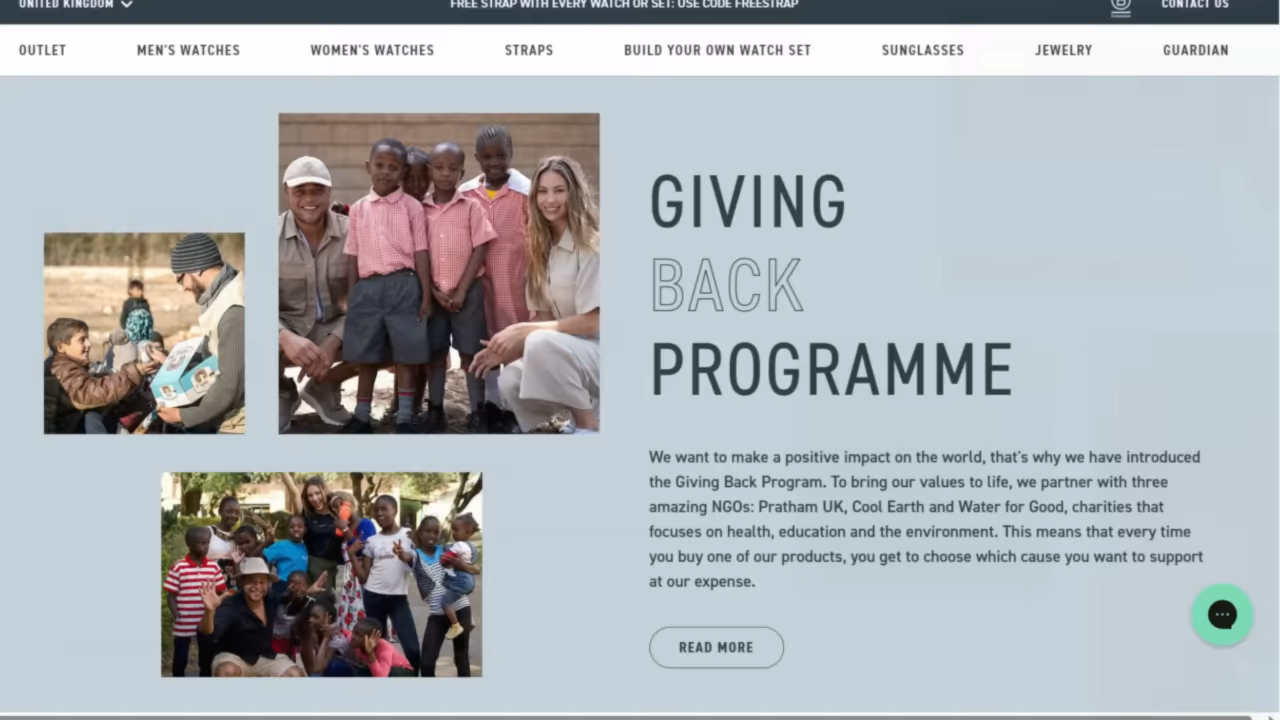 UNITED KINGDOM
FREE STRAP WITH EVERY WATCH OR SET: USE CODE FREESTRAP
CONTACT US
OUTLET MEN'S WATCHES WOMEN'S WATCHES STRAPS BUILD YOUR OWN WATCH SET SUNGLASSES JEWELRY GUARDIAN
GIVING
BACK
PROGRAMME
We want to make a positive impact on the world, that's why we have introduced
the Giving Back Program. To bring our values to life, we partner with three
amazing NGOs: Pratham UK, Cool Earth and Water for Good, charities that
focuses on health, education and the environment. This means that every time
you buy one of our products, you get to choose which cause you want to support
at our expense.
READ MORE